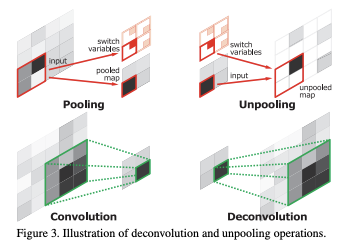 switch
variables
input
pooled
map
Pooling
switch
variables
input
unpooled
map
Unpooling
Convolution
Deconvolution
Figure 3. Illustration of deconvolution and unpooling operations.